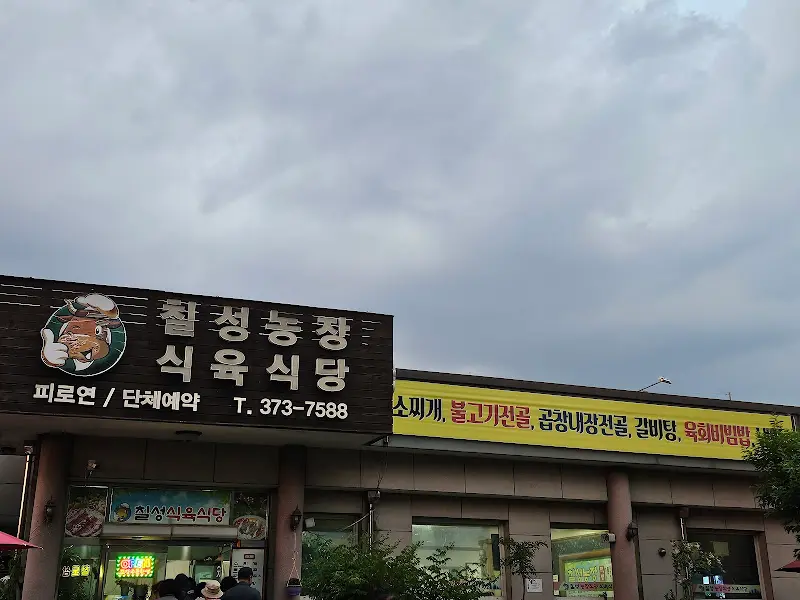 칠성농장
식육식당
피로연 / 단체예약 T. 373-7588
소찌개, 불고기전골, 곱창내장전골, 갈비탕, 육회비빔밥,
칠성식육식당
OPEN